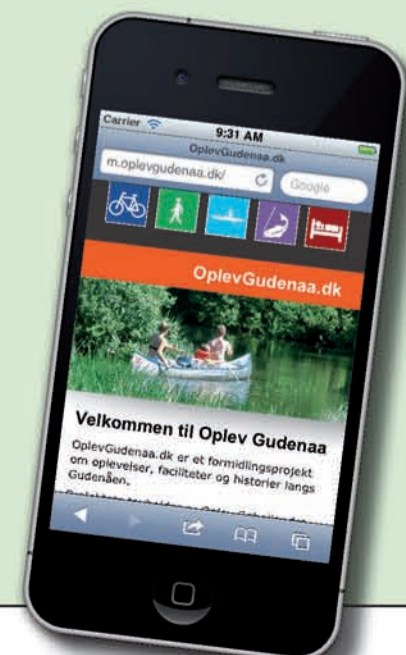 Carrier
9:31 AM
OplevGudenaa.dk
m.oplevgudenaa.dk/
Google
OplevGudenaa.dk
Velkommen til Oplev Gudenaa
OplevGudenaa.dk er et formidlingsprojekt
om oplevelser, faciliteter og historier langs
Gudenåen.